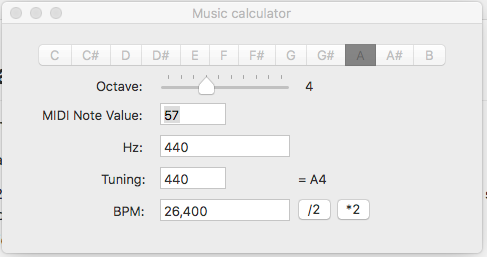 Music calculator
C C# D D# E F F# G G# A A# B
Octave: 4
MIDI Note Value: 57
Hz: 440
Tuning: 440 = A4
BPM: 26,400 /2 *2